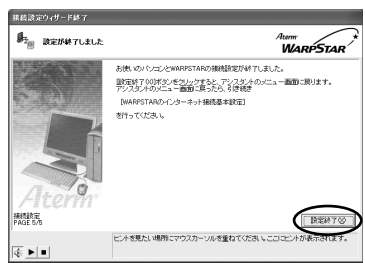 接続設定ウィザード終了
設定が終了しました
Aterm
WARPSTAR
お使いのパソコンとWARPSTARの接続設定が終了しました。
[設定終了(X)]ボタンをクリックすると、アシスタントのメニュー画面に戻ります。
アシスタントのメニュー画面に戻ったら、引き続き
[WARPSTARのインターネット接続基本設定]
を行ってください。
Aterm
接続設定
PAGE 5/5
設定終了(X)
ヒントを見たい場所にマウスカーソルを重ねてください。ここにヒントが表示されます。